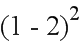 (1 - 2)²